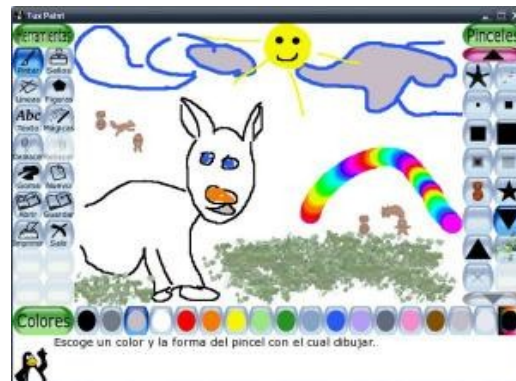 Tux Paint
Herramientas
Pinceles
Pintar Sellos
Líneas Figuras
Abc
Texto Mágicas
Deshacer Rehacer
Goma Nuevo
Abrir Guardar
Imprimir Salir
Colores
Escoge un color y la forma del pincel con el cual dibujar.